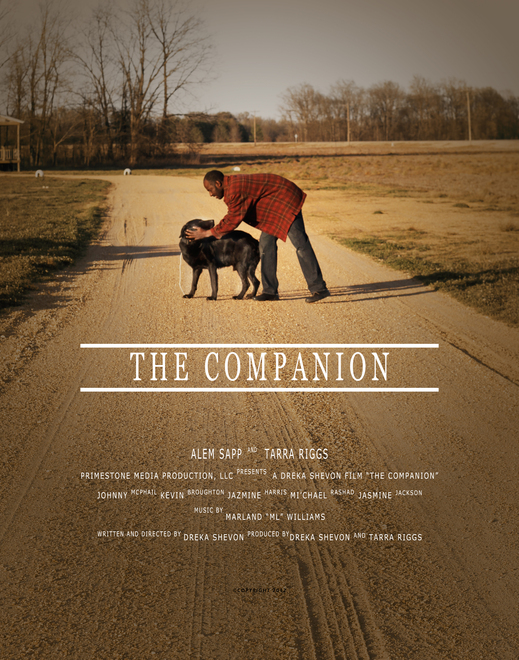 THE COMPANION
ALEM SAPP AND TARRA RIGGS
PRIMESTONE MEDIA PRODUCTION, LLC PRESENTS A DREKA SHEVON FILM "THE COMPANION"
JOHNNY MCPHAIL KEVIN BROUGHTON JAZMINE HARRIS MI'CHAEL RASHAD JASMINE JACKSON
MUSIC BY MARLAND "ML" WILLIAMS
WRITTEN AND DIRECTED BY DREKA SHEVON PRODUCED BY DREKA SHEVON AND TARRA RIGGS
©COPYRIGHT 2012